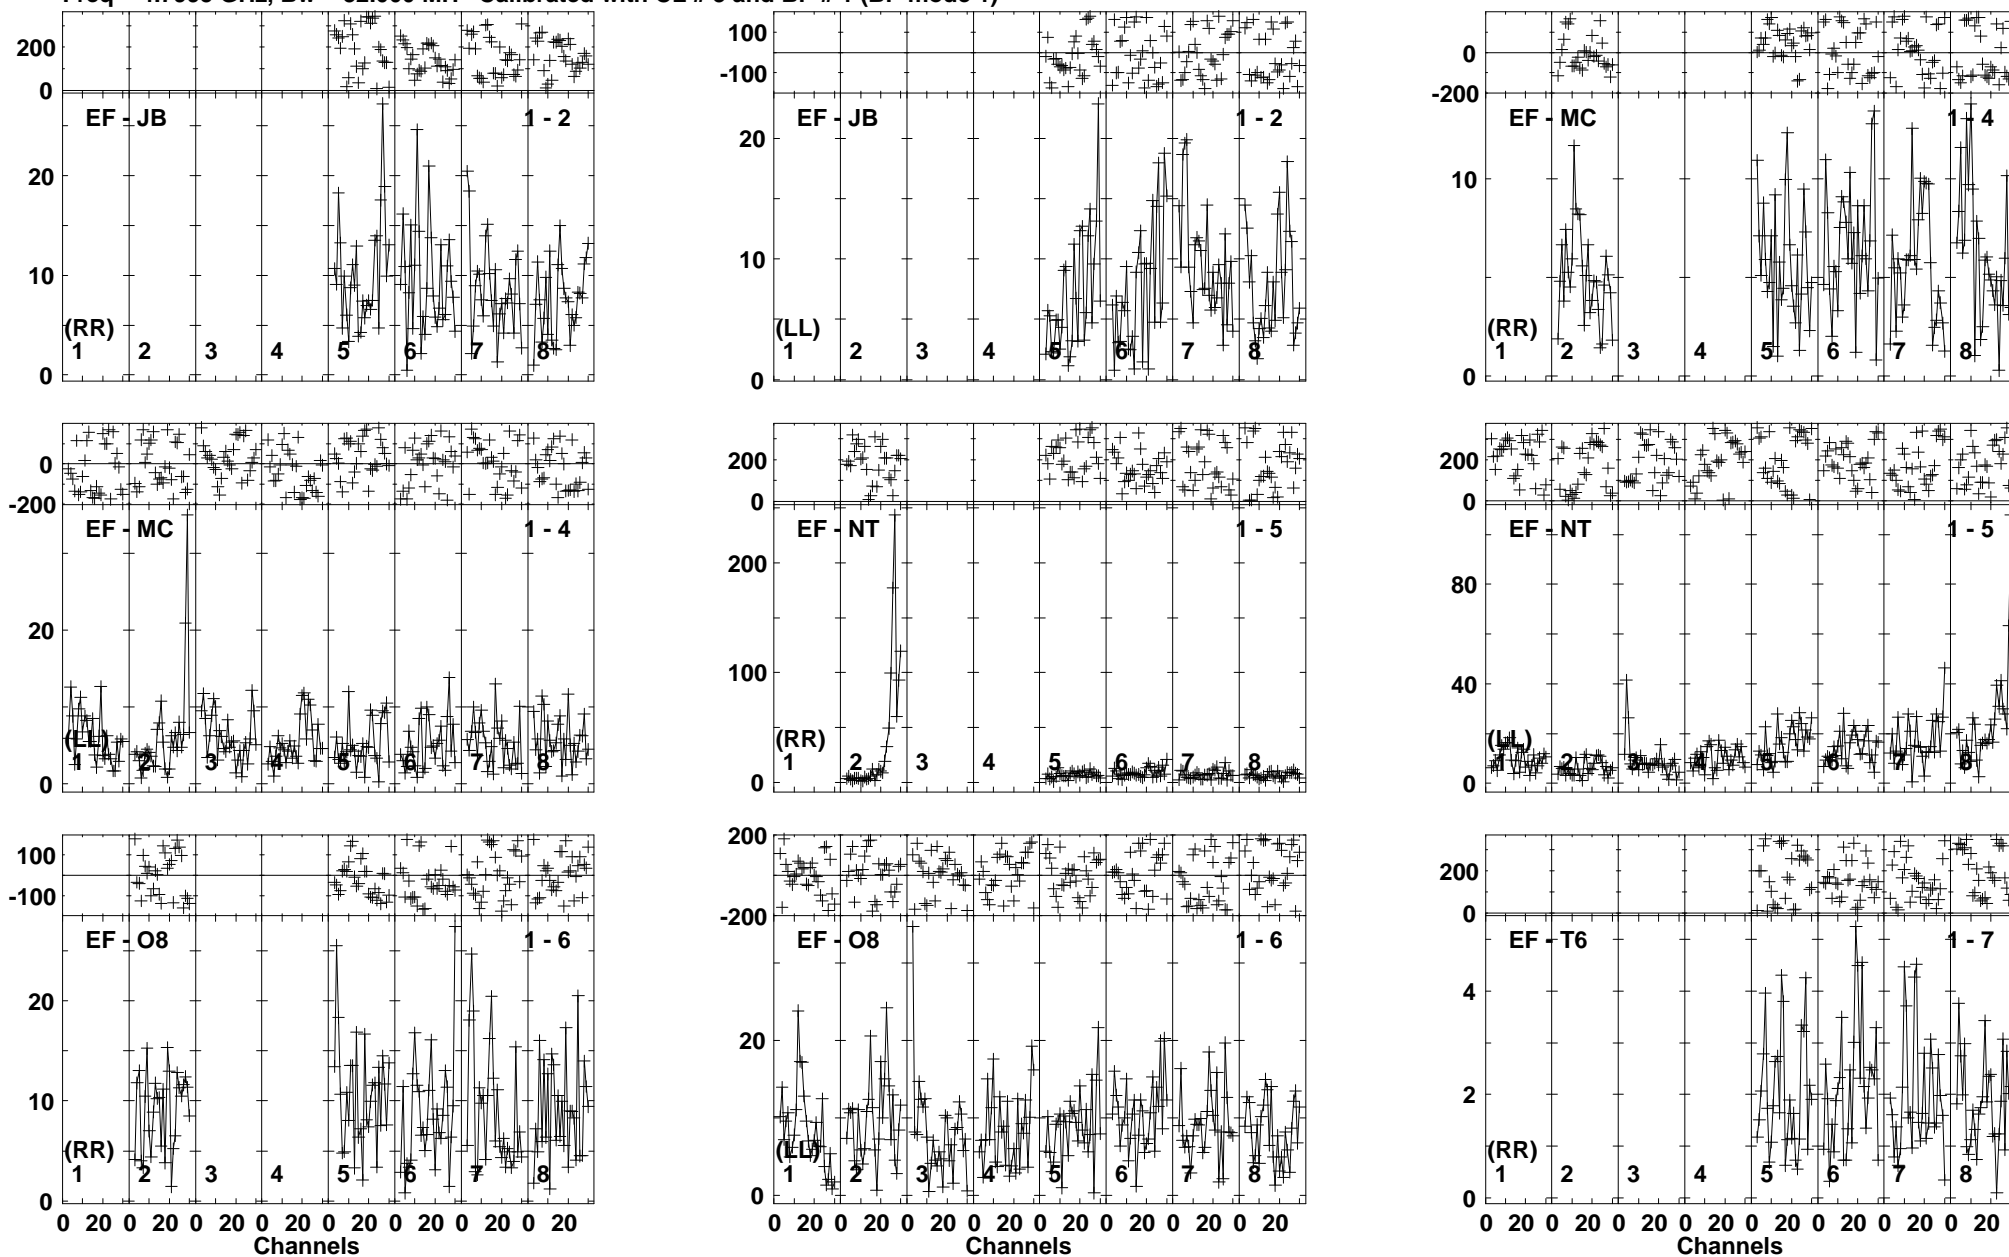 200 0 EF - JB 1 - 2 20 10 0 (RR) 1 2 3 4 5 6 7 8
100 -100 EF - JB 1 - 2 20 10 0 (LL) 1 2 3 4 5 6 7 8
0 -200 EF - MC 1 - 4 10 0 (RR) 1 2 3 4 5 6 7 8
0 -200 EF - MC 1 - 4 20 0 (LL) 1 2 3 4 5 6 7 8
200 0 EF - NT 1 - 5 200 100 0 (RR) 1 2 3 4 5 6 7 8
200 0 EF - NT 1 - 5 80 40 0 (LL) 1 2 3 4 5 6 7 8
100 -100 EF - O8 1 - 6 20 10 0 (RR) 1 2 3 4 5 6 7 8
200 -200 EF - O8 1 - 6 20 0 (LL) 1 2 3 4 5 6 7 8
200 0 EF - T6 1 - 7 4 2 0 (RR) 1 2 3 4 5 6 7 8
0 20 0 20 0 20 0 20 0 20 0 20 0 20 0 20
Channels
0 20 0 20 0 20 0 20 0 20 0 20 0 20 0 20
Channels
0 20 0 20 0 20 0 20 0 20 0 20 0 20 0 20
Channels